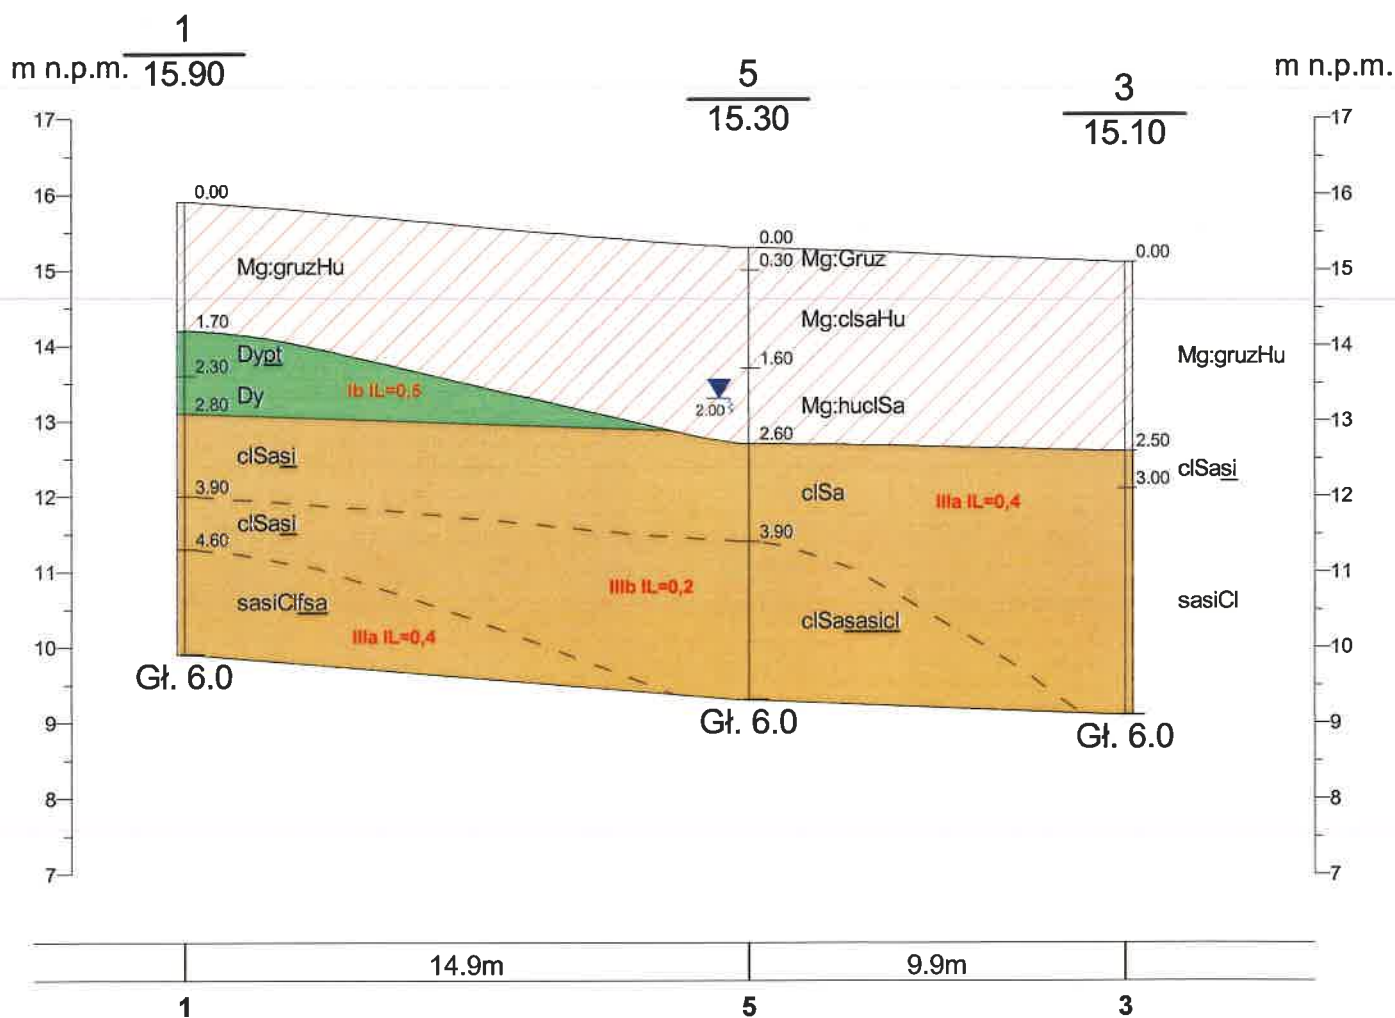 1
m n.p.m. 15.90
5
15.30
3
15.10
m n.p.m.
17
16
15
14
13
12
11
10
9
8
7
0.00
Mg:gruzHu
1.70
Dypt
2.30
Dy
2.80
Ib IL=0,5
clSasi
3.90
clSasi
4.60
sasiClfsa
IIIa IL=0,4
Gł. 6.0
IIIb IL=0,2
0.00
0.30
Mg:Gruz
Mg:clsaHu
1.60
2.00
Mg:huclSa
2.60
clSa
3.90
clSasasicl
Gł. 6.0
IIIa IL=0,4
0.00
Mg:gruzHu
2.50
clSasi
3.00
sasiCl
Gł. 6.0
17
16
15
14
13
12
11
10
9
8
7
14.9m
9.9m
1
5
3